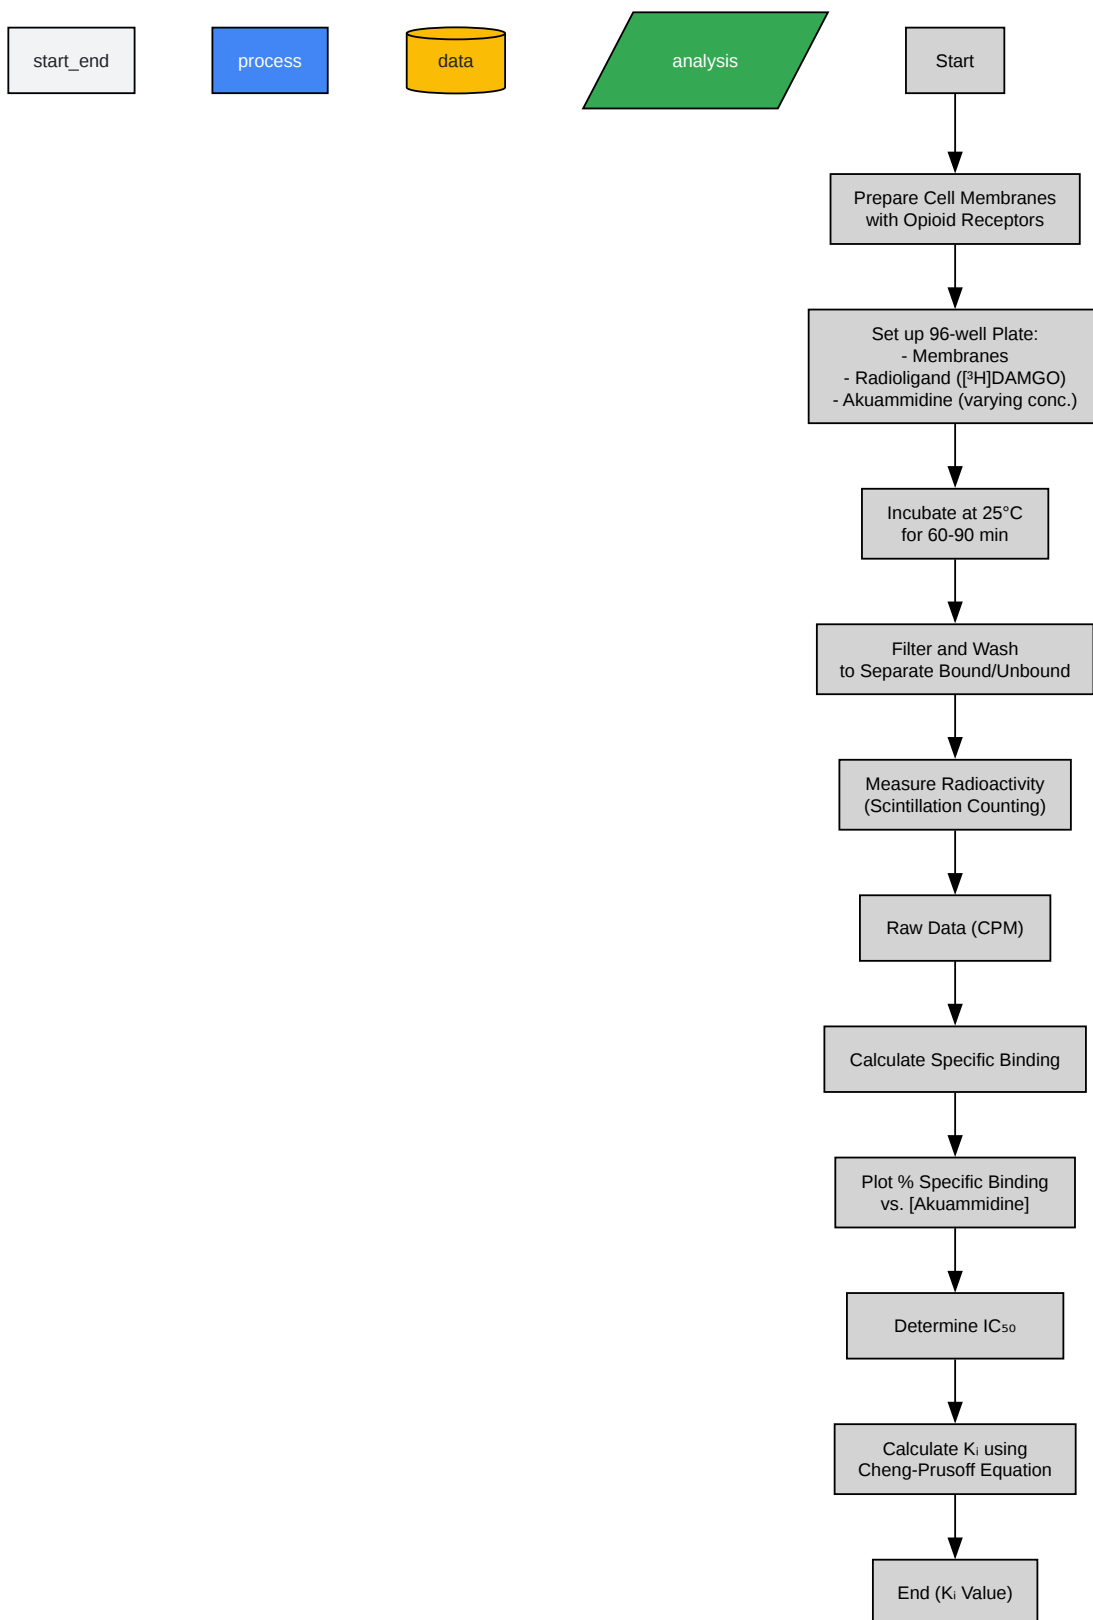 start_end
process
data
analysis
Start
Prepare Cell Membranes
with Opioid Receptors
Set up 96-well Plate:
- Membranes
- Radioligand ([³H]DAMGO)
- Akuammidine (varying conc.)
Incubate at 25°C
for 60-90 min
Filter and Wash
to Separate Bound/Unbound
Measure Radioactivity
(Scintillation Counting)
Raw Data (CPM)
Calculate Specific Binding
Plot % Specific Binding
vs. [Akuammidine]
Determine IC₅₀
Calculate Kᵢ using
Cheng-Prusoff Equation
End (Kᵢ Value)